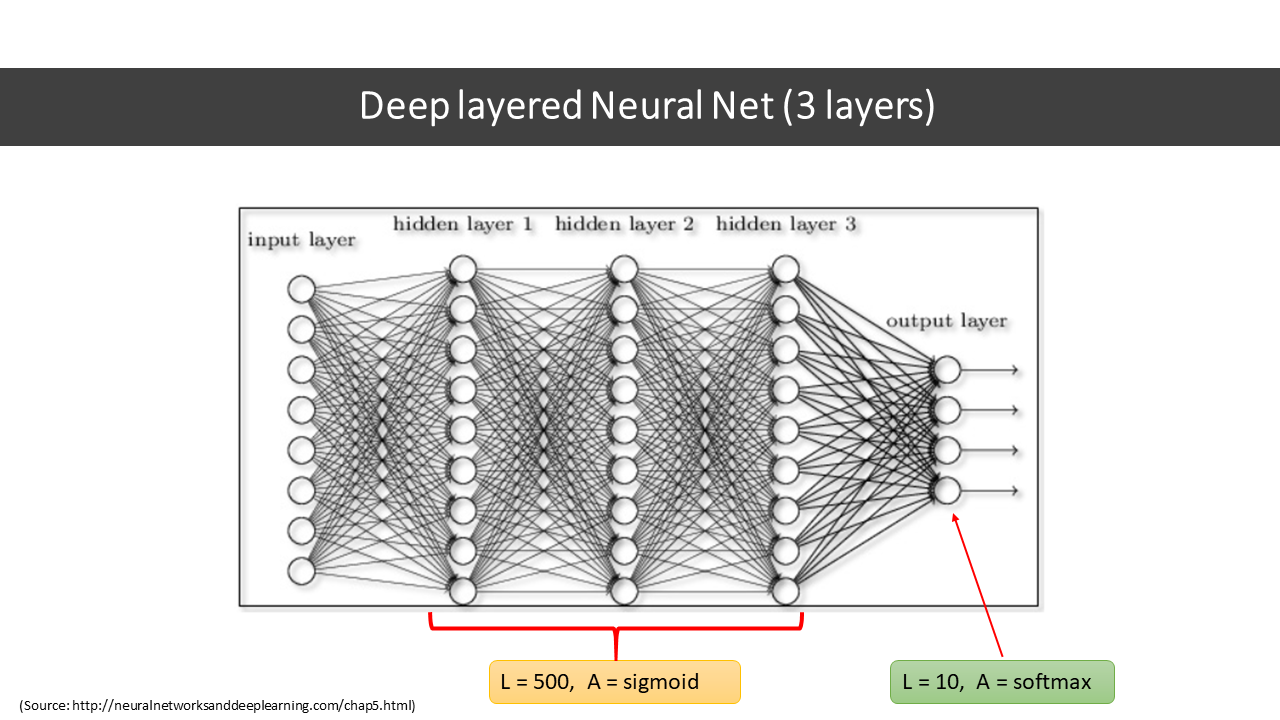 Deep layered Neural Net (3 layers)
hidden layer 1 hidden layer 2 hidden layer 3
input layer
output layer
L = 500,  A = sigmoid
L = 10,  A = softmax
(Source: http://neuralnetworksanddeeplearning.com/chap5.html)